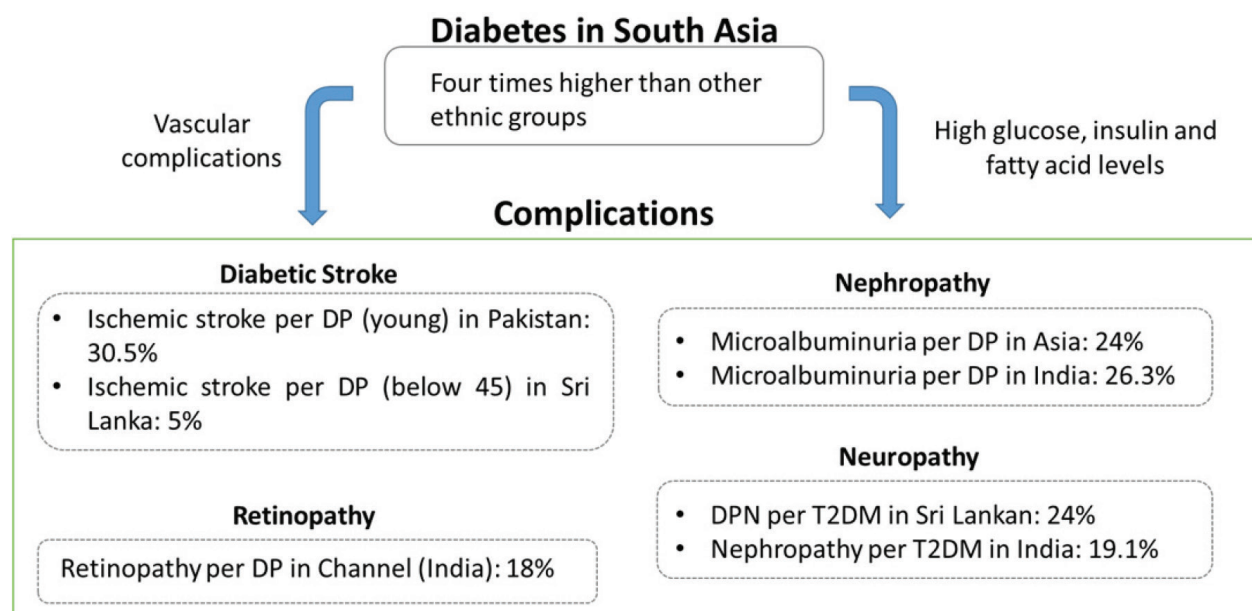 Diabetes in South Asia
Four times higher than other
ethnic groups
Vascular
complications
High glucose, insulin and
fatty acid levels
Complications
Diabetic Stroke
• Ischemic stroke per DP (young) in Pakistan:
30.5%
• Ischemic stroke per DP (below 45) in Sri
Lanka: 5%
Retinopathy
Retinopathy per DP in Channel (India): 18%
Nephropathy
• Microalbuminuria per DP in Asia: 24%
• Microalbuminuria per DP in India: 26.3%
Neuropathy
• DPN per T2DM in Sri Lankan: 24%
• Nephropathy per T2DM in India: 19.1%